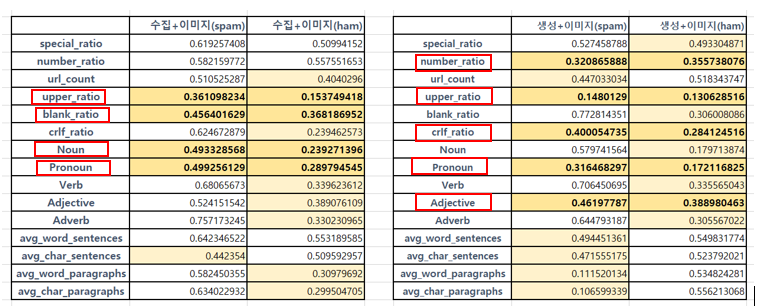 수집+이미지(spam) 수집+이미지(ham)
special_ratio 0.619257408 0.50994152
number_ratio 0.582159772 0.557551653
url_count 0.510525287 0.4040296
upper_ratio 0.361098234 0.153749418
blank_ratio 0.456401629 0.368186952
crlf_ratio 0.624672879 0.239462573
Noun 0.493328568 0.239271396
Pronoun 0.499256129 0.289794545
Verb 0.68065673 0.339623612
Adjective 0.524151542 0.389076109
Adverb 0.757173245 0.330230965
avg_word_sentences 0.642346522 0.553189585
avg_char_sentences 0.442354 0.509592957
avg_word_paragraphs 0.582450355 0.30979692
avg_char_paragraphs 0.634022932 0.299504705
생성+이미지(spam) 생성+이미지(ham)
special_ratio 0.527458788 0.493304871
number_ratio 0.320865888 0.355738076
url_count 0.447033034 0.518343747
upper_ratio 0.1480129 0.130628516
blank_ratio 0.772814351 0.306008086
crlf_ratio 0.400054735 0.284124516
Noun 0.579741564 0.179713874
Pronoun 0.316468297 0.172116825
Verb 0.706450695 0.335565043
Adjective 0.46197787 0.388980463
Adverb 0.644793187 0.305567022
avg_word_sentences 0.494451361 0.549831774
avg_char_sentences 0.471555175 0.523792021
avg_word_paragraphs 0.111520134 0.534824281
avg_char_paragraphs 0.106599339 0.556213068